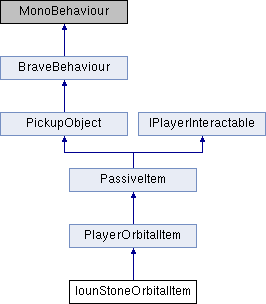 MonoBehaviour
BraveBehaviour
PickupObject
IPlayerInteractable
PassiveItem
PlayerOrbitalItem
IounStoneOrbitalItem